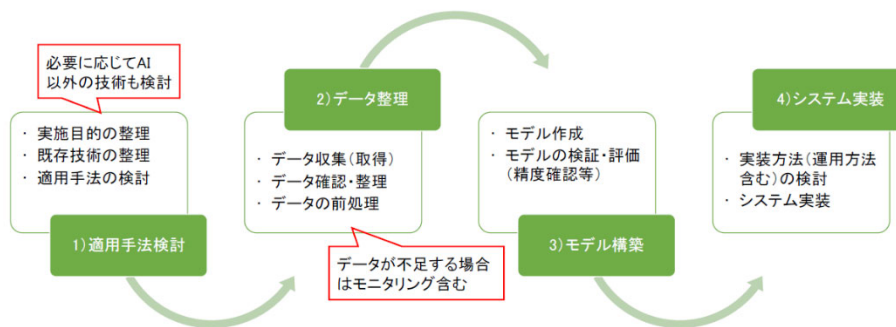 必要に応じてAI
以外の技術も検討
・ 実施目的の整理
・ 既存技術の整理
・ 適用手法の検討
1)適用手法検討
2)データ整理
・ データ収集(取得)
・ データ確認・整理
・ データの前処理
データが不足する場合
はモニタリング含む
・ モデル作成
・ モデルの検証・評価
(精度確認等)
3)モデル構築
4)システム実装
・ 実装方法(運用方法
含む)の検討
・ システム実装